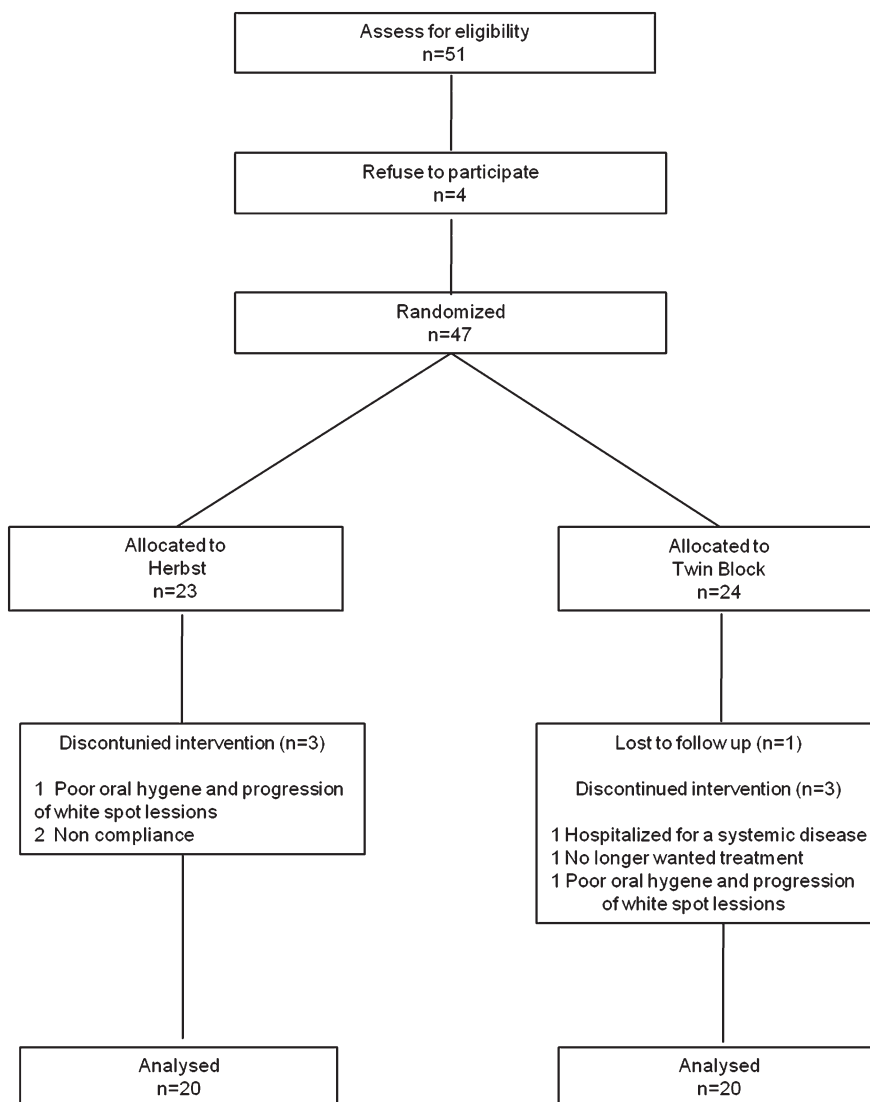 Assess for eligibility
n=51
Refuse to participate
n=4
Randomized
n=47
Allocated to
Herbst
n=23
Allocated to
Twin Block
n=24
Discontunied intervention (n=3)
1 Poor oral hygene and progression
of white spot lessions
2 Non compliance
Lost to follow up (n=1)
Discontinued intervention (n=3)
1 Hospitalized for a systemic disease
1 No longer wanted treatment
1 Poor oral hygene and progression
of white spot lessions
Analysed
n=20
Analysed
n=20